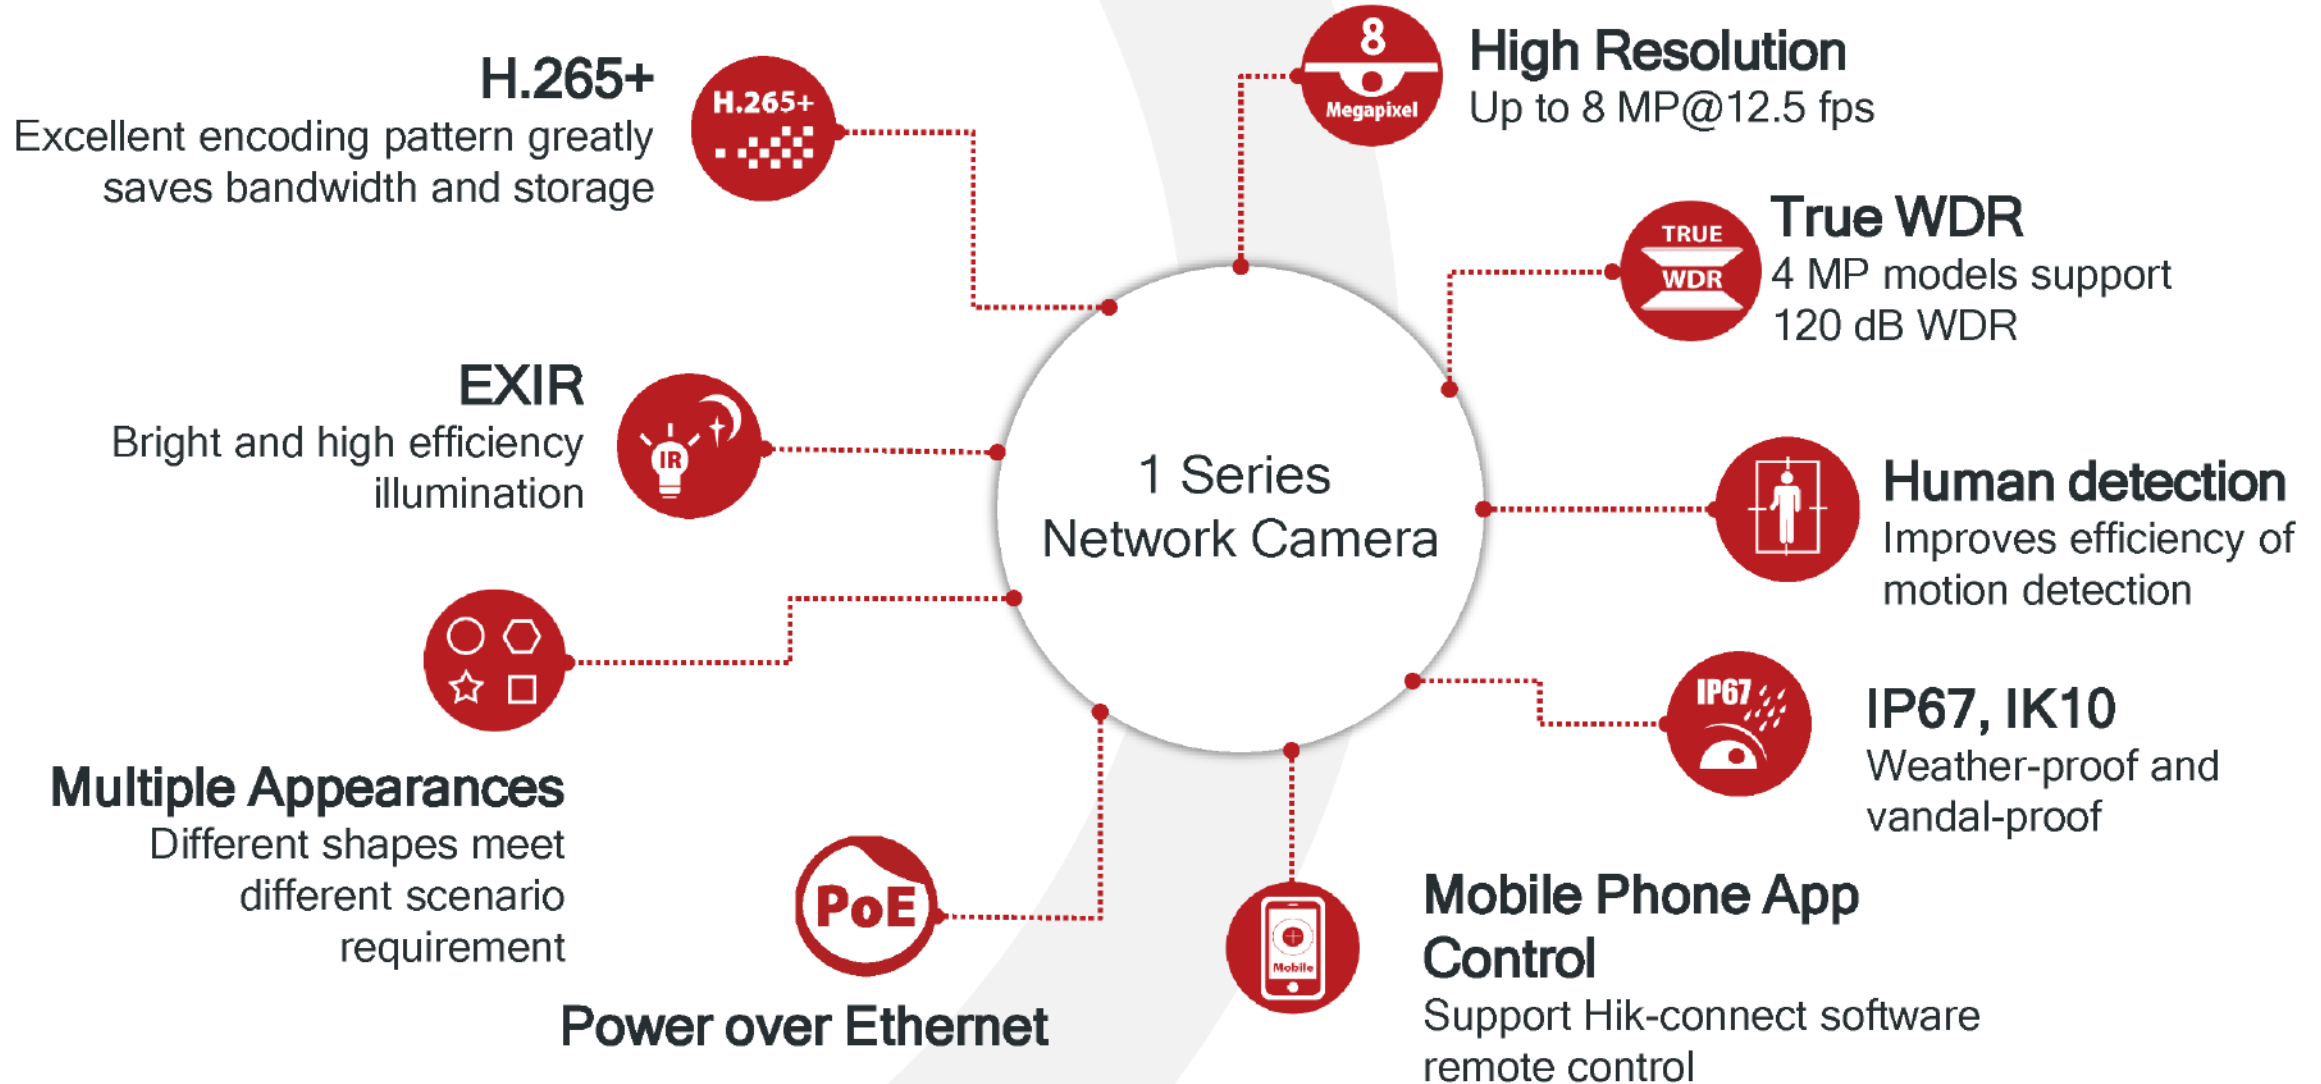 H.265+
Excellent encoding pattern greatly
saves bandwidth and storage
H.265+
8
Megapixel
High Resolution
Up to 8 MP@12.5 fps
TRUE
WDR
True WDR
4 MP models support
120 dB WDR
EXIR
Bright and high efficiency
illumination
IR
1 Series
Network Camera
Human detection
Improves efficiency of
motion detection
Multiple Appearances
Different shapes meet
different scenario
requirement
IP67
IP67, IK10
Weather-proof and
vandal-proof
PoE
Power over Ethernet
Mobile
Mobile Phone App
Control
Support Hik-connect software
remote control